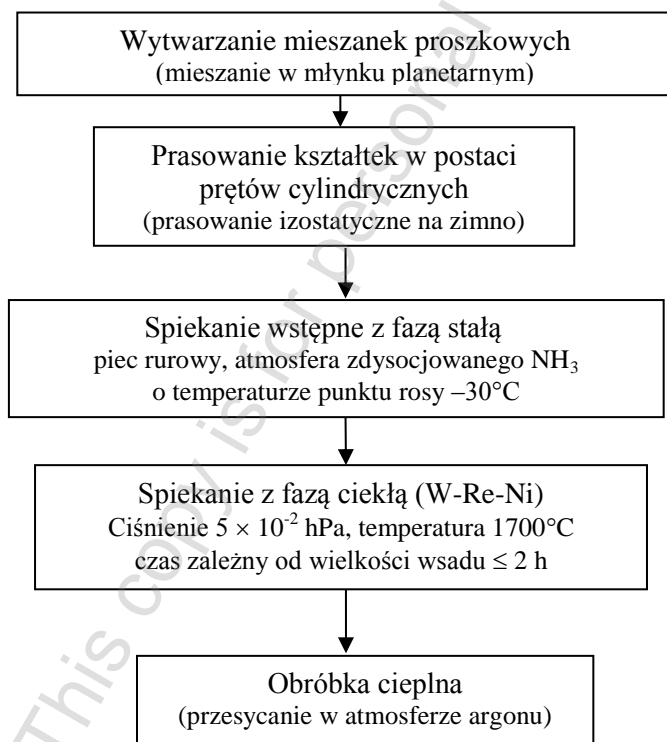 Wytwarzanie mieszanek proszkowych
(mieszanie w młynku planetarnym)
Prasowanie kształtek w postaci
prętów cylindrycznych
(prasowanie izostatyczne na zimno)
Spiekanie wstępne z fazą stałą
piec rurowy, atmosfera zdysocjowanego NH₃
o temperaturze punktu rosy –30°C
Spiekanie z fazą ciekłą (W-Re-Ni)
Ciśnienie 5 × 10⁻² hPa, temperatura 1700°C
czas zależny od wielkości wsadu ≤ 2 h
Obróbka cieplna
(przesycanie w atmosferze argonu)
This copy is for personal